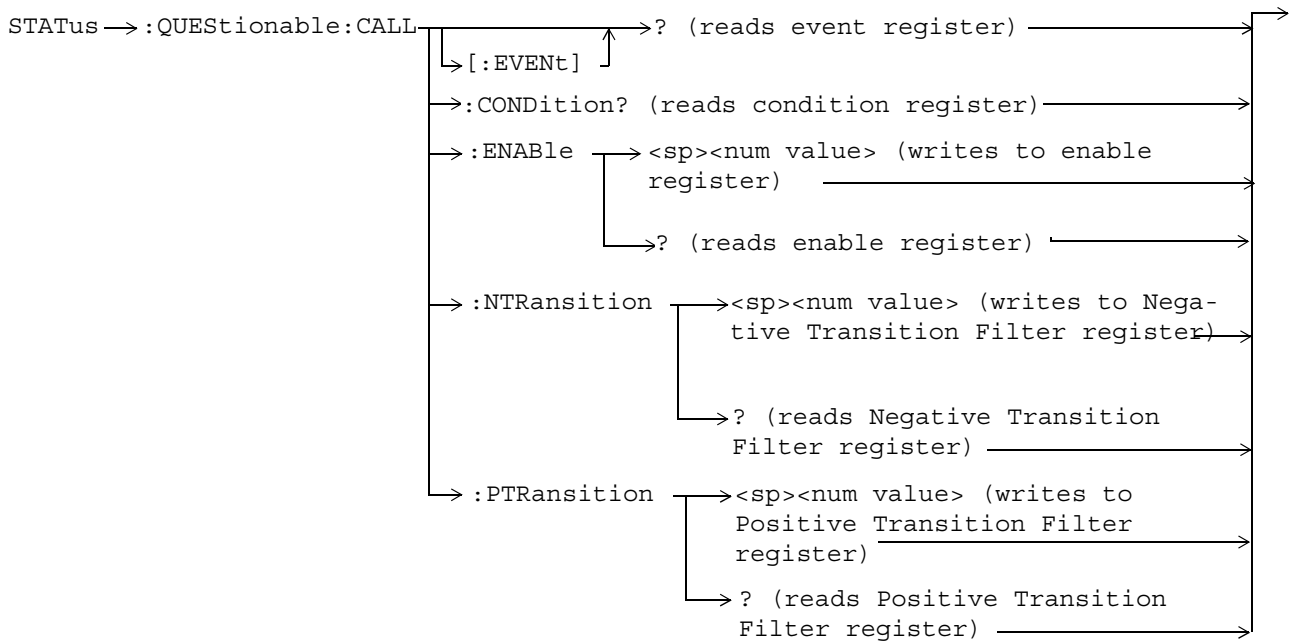 STATus :QUEStionable:CALL ? (reads event register)
[:EVENt]
:CONDition? (reads condition register)
:ENABle <sp><num value> (writes to enable
register)
? (reads enable register)
:NTRansition <sp><num value> (writes to Nega-
tive Transition Filter register)
? (reads Negative Transition
Filter register)
:PTRansition <sp><num value> (writes to
Positive Transition Filter
register)
? (reads Positive Transition
Filter register)